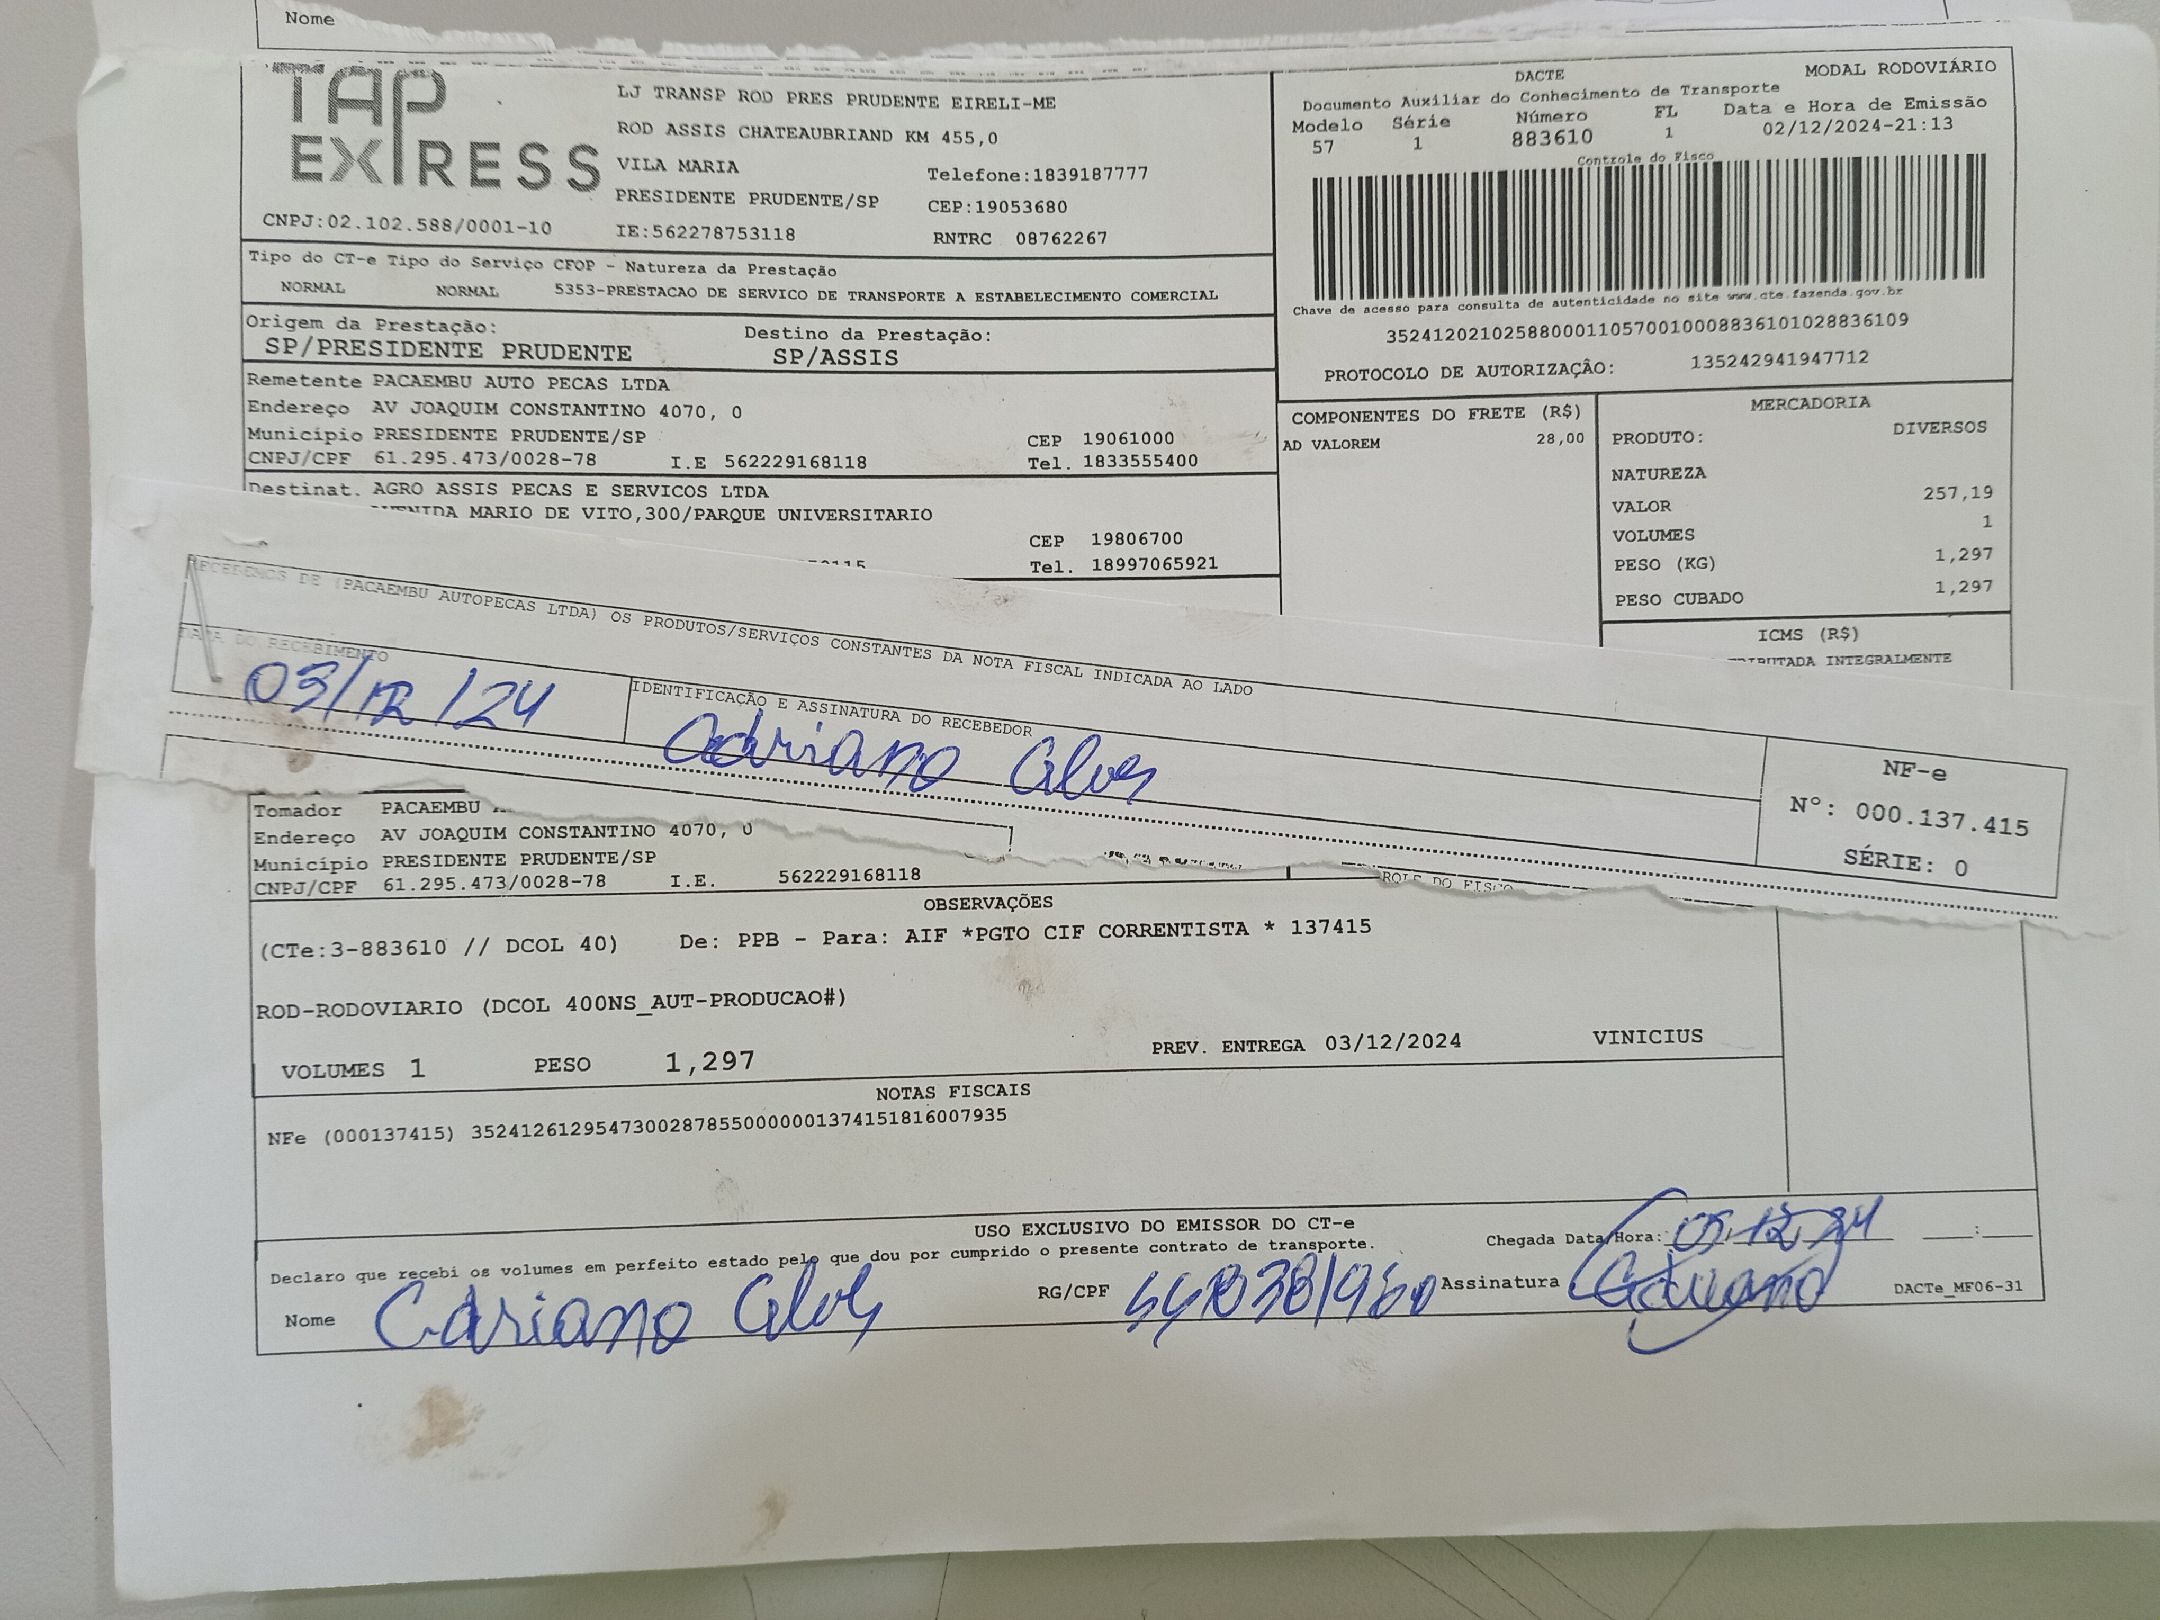 Nome
TAP EXPRESS
LJ TRANSP ROD PRES PRUDENTE EIRELI-ME
ROD ASSIS CHATEAUBRIAND KM 455,0
VILA MARIA
Telefone:1839187777
PRESIDENTE PRUDENTE/SP
CEP:19053680
CNPJ:02.102.588/0001-10
IE:562278753118
RNTRC 08762267
DACTE
MODAL RODOVIÁRIO
Documento Auxiliar do Conhecimento de Transporte
Modelo Série Número FL Data e Hora de Emissão
57 1 883610 1 02/12/2024-21:13
Controle do Fisco
Chave de acesso para consulta de autenticidade no site www.cte.fazenda.gov.br
35241202102588000110570010008836101028836109
PROTOCOLO DE AUTORIZAÇÂO: 135242941947712
Tipo do CT-e Tipo do Serviço CFOP - Natureza da Prestação
NORMAL NORMAL 5353-PRESTACAO DE SERVICO DE TRANSPORTE A ESTABELECIMENTO COMERCIAL
Origem da Prestação:
SP/PRESIDENTE PRUDENTE
Destino da Prestação:
SP/ASSIS
Remetente PACAEMBU AUTO PECAS LTDA
Endereço AV JOAQUIM CONSTANTINO 4070, 0
Município PRESIDENTE PRUDENTE/SP CEP 19061000
CNPJ/CPF 61.295.473/0028-78 I.E 562229168118 Tel. 1833555400
Destinat. AGRO ASSIS PECAS E SERVICOS LTDA
AVENIDA MARIO DE VITO,300/PARQUE UNIVERSITARIO
CEP 19806700
Tel. 18997065921
COMPONENTES DO FRETE (R$)
AD VALOREM 28,00
MERCADORIA
PRODUTO: DIVERSOS
NATUREZA
VALOR 257,19
VOLUMES 1
PESO (KG) 1,297
PESO CUBADO 1,297
ICMS (R$)
TRIBUTADA INTEGRALMENTE
RECEBEMOS DE (PACAEMBU AUTOPECAS LTDA) OS PRODUTOS/SERVIÇOS CONSTANTES DA NOTA FISCAL INDICADA AO LADO
DATA DO RECEBIMENTO
03/12/24
IDENTIFICAÇÃO E ASSINATURA DO RECEBEDOR
Adriano Alves
NF-e
Nº: 000.137.415
SÉRIE: 0
Tomador PACAEMBU
Endereço AV JOAQUIM CONSTANTINO 4070, 0
Município PRESIDENTE PRUDENTE/SP
CNPJ/CPF 61.295.473/0028-78 I.E. 562229168118
OBSERVAÇÕES
(CTe:3-883610 // DCOL 40) De: PPB - Para: AIF *PGTO CIF CORRENTISTA * 137415
ROD-RODOVIARIO (DCOL 400NS_AUT-PRODUCAO#)
VOLUMES 1 PESO 1,297 PREV. ENTREGA 03/12/2024 VINICIUS
NOTAS FISCAIS
NFe (000137415) 35241261295473002878550000001374151816007935
USO EXCLUSIVO DO EMISSOR DO CT-e
Declaro que recebi os volumes em perfeito estado pelo que dou por cumprido o presente contrato de transporte.
Chegada Data/Hora: 03.12.24 :
Nome Adriano Alves RG/CPF Assinatura Adriano DACTe_MF06-31